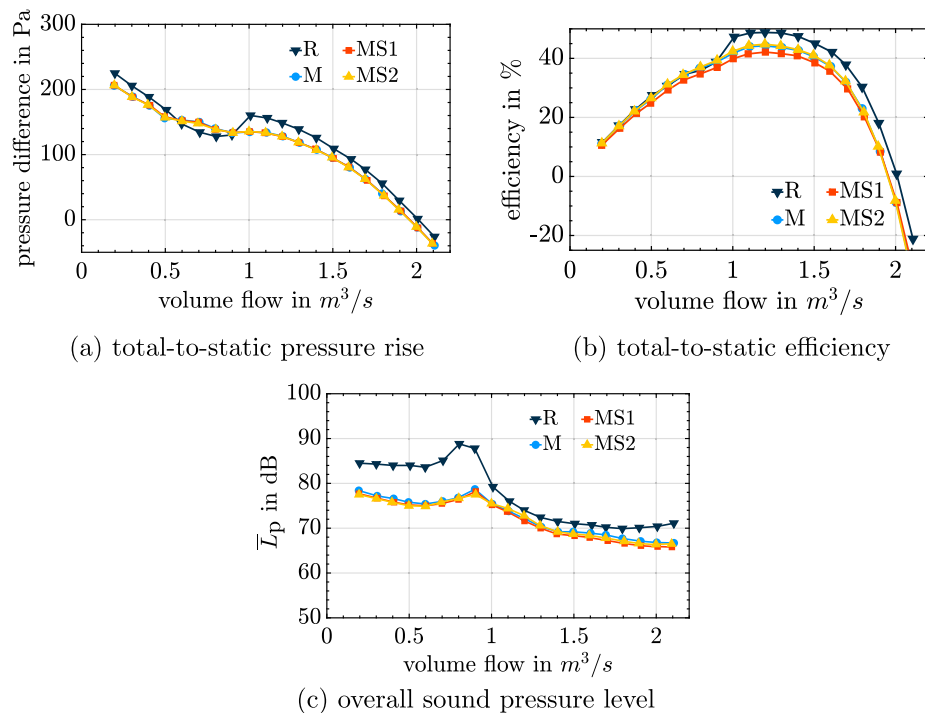 pressure difference in Pa
300
200
100
0
0
0.5
1
1.5
2
volume flow in m³/s
R
MS1
M
MS2
(a) total-to-static pressure rise
efficiency in %
40
20
0
-20
0
0.5
1
1.5
2
volume flow in m³/s
R
MS1
M
MS2
(b) total-to-static efficiency
L̅p in dB
100
90
80
70
60
50
0
0.5
1
1.5
2
volume flow in m³/s
R
MS1
M
MS2
(c) overall sound pressure level